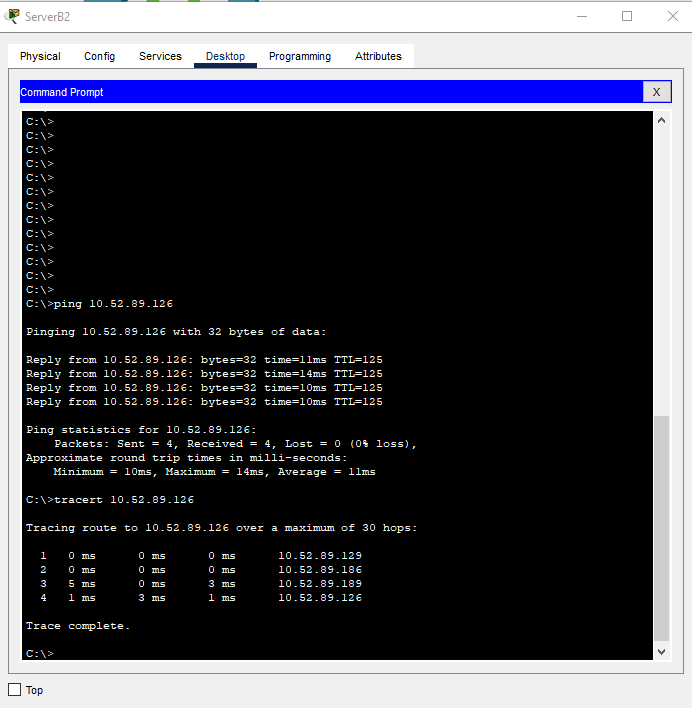 ServerB2
Physical Config Services Desktop Programming Attributes
Command Prompt X
C:\>
C:\>
C:\>
C:\>
C:\>
C:\>
C:\>
C:\>
C:\>
C:\>
C:\>
C:\>
C:\>
C:\>ping 10.52.89.126
Pinging 10.52.89.126 with 32 bytes of data:
Reply from 10.52.89.126: bytes=32 time=11ms TTL=125
Reply from 10.52.89.126: bytes=32 time=14ms TTL=125
Reply from 10.52.89.126: bytes=32 time=10ms TTL=125
Reply from 10.52.89.126: bytes=32 time=10ms TTL=125
Ping statistics for 10.52.89.126:
    Packets: Sent = 4, Received = 4, Lost = 0 (0% loss),
Approximate round trip times in milli-seconds:
    Minimum = 10ms, Maximum = 14ms, Average = 11ms
C:\>tracert 10.52.89.126
Tracing route to 10.52.89.126 over a maximum of 30 hops:
  1   0 ms      0 ms      0 ms      10.52.89.129
  2   0 ms      0 ms      0 ms      10.52.89.186
  3   5 ms      0 ms      3 ms      10.52.89.189
  4   1 ms      3 ms      1 ms      10.52.89.126
Trace complete.
C:\>
Top